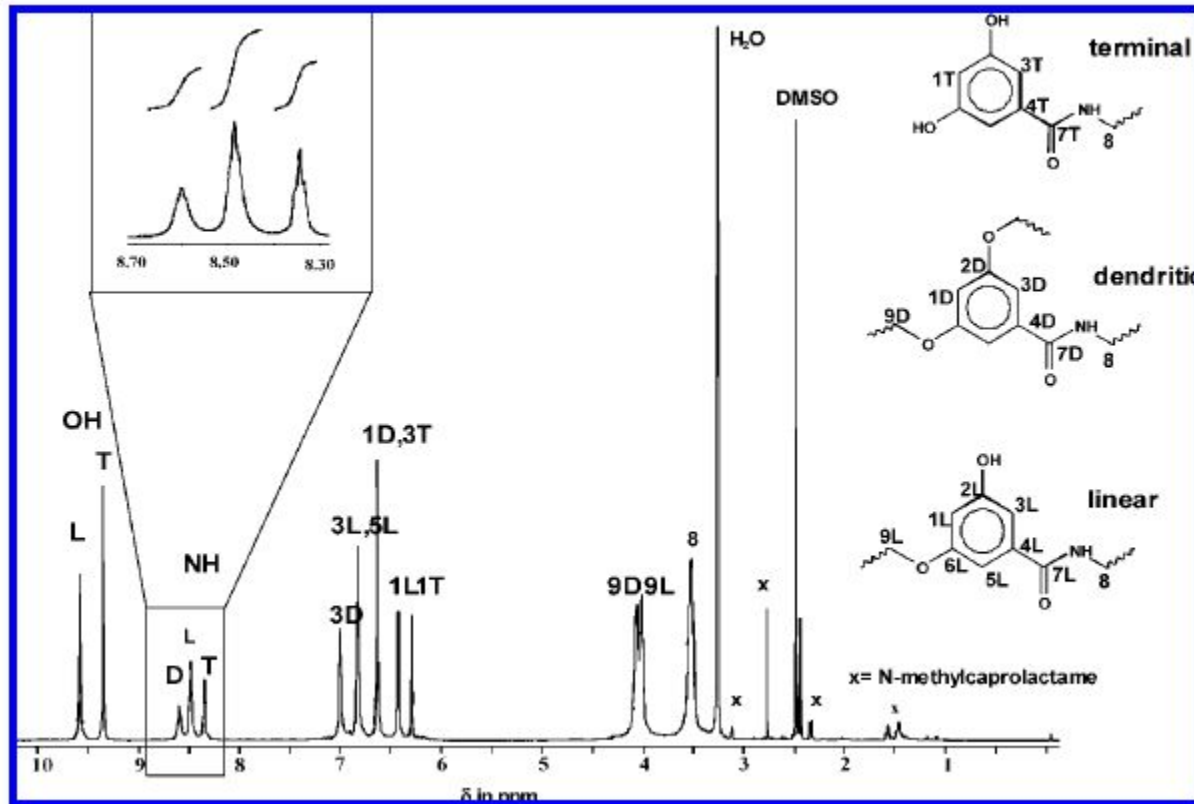 OH
H₂O
terminal
1T
3T
DMSO
4T
NH
HO
7T
8
O
O
2D
1D
3D
dendritic
9D
4D
NH
O
7D
8
O
8.70
8.50
8.30
OH
T
1D,3T
OH
2L
L
3L,5L
1L
3L
linear
NH
8
9L
4L
NH
1L1T
9D9L
x
O
6L
5L
7L
8
3D
O
L
D
T
x= N-methylcaprolactame
x
x
x
10
9
8
7
6
5
4
3
2
1
δ in ppm